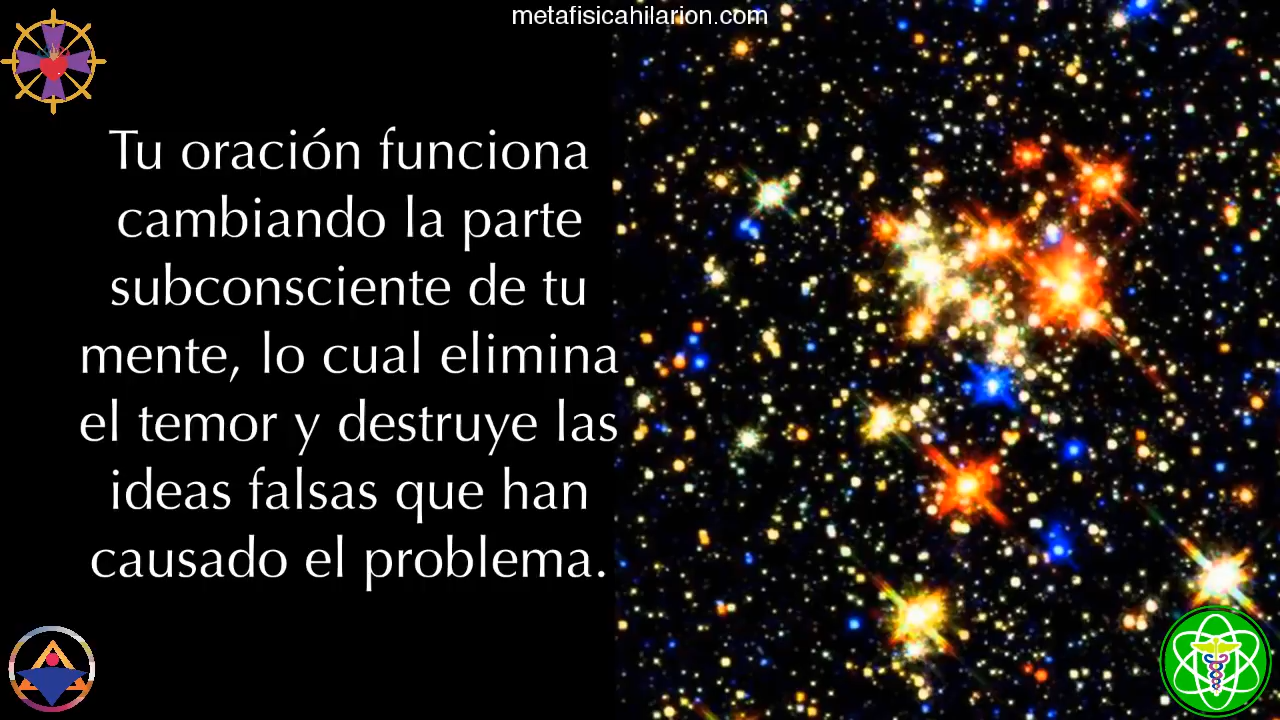 metafisicahilarion.com
Tu oración funciona
cambiando la parte
subconsciente de tu
mente, lo cual elimina
el temor y destruye las
ideas falsas que han
causado el problema.